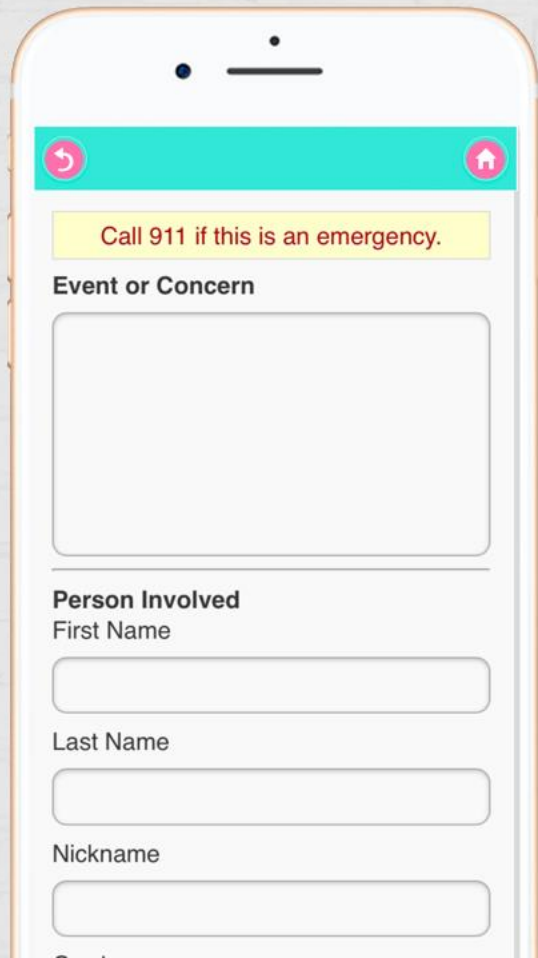 Call 911 if this is an emergency.
Event or Concern
Person Involved
First Name
Last Name
Nickname